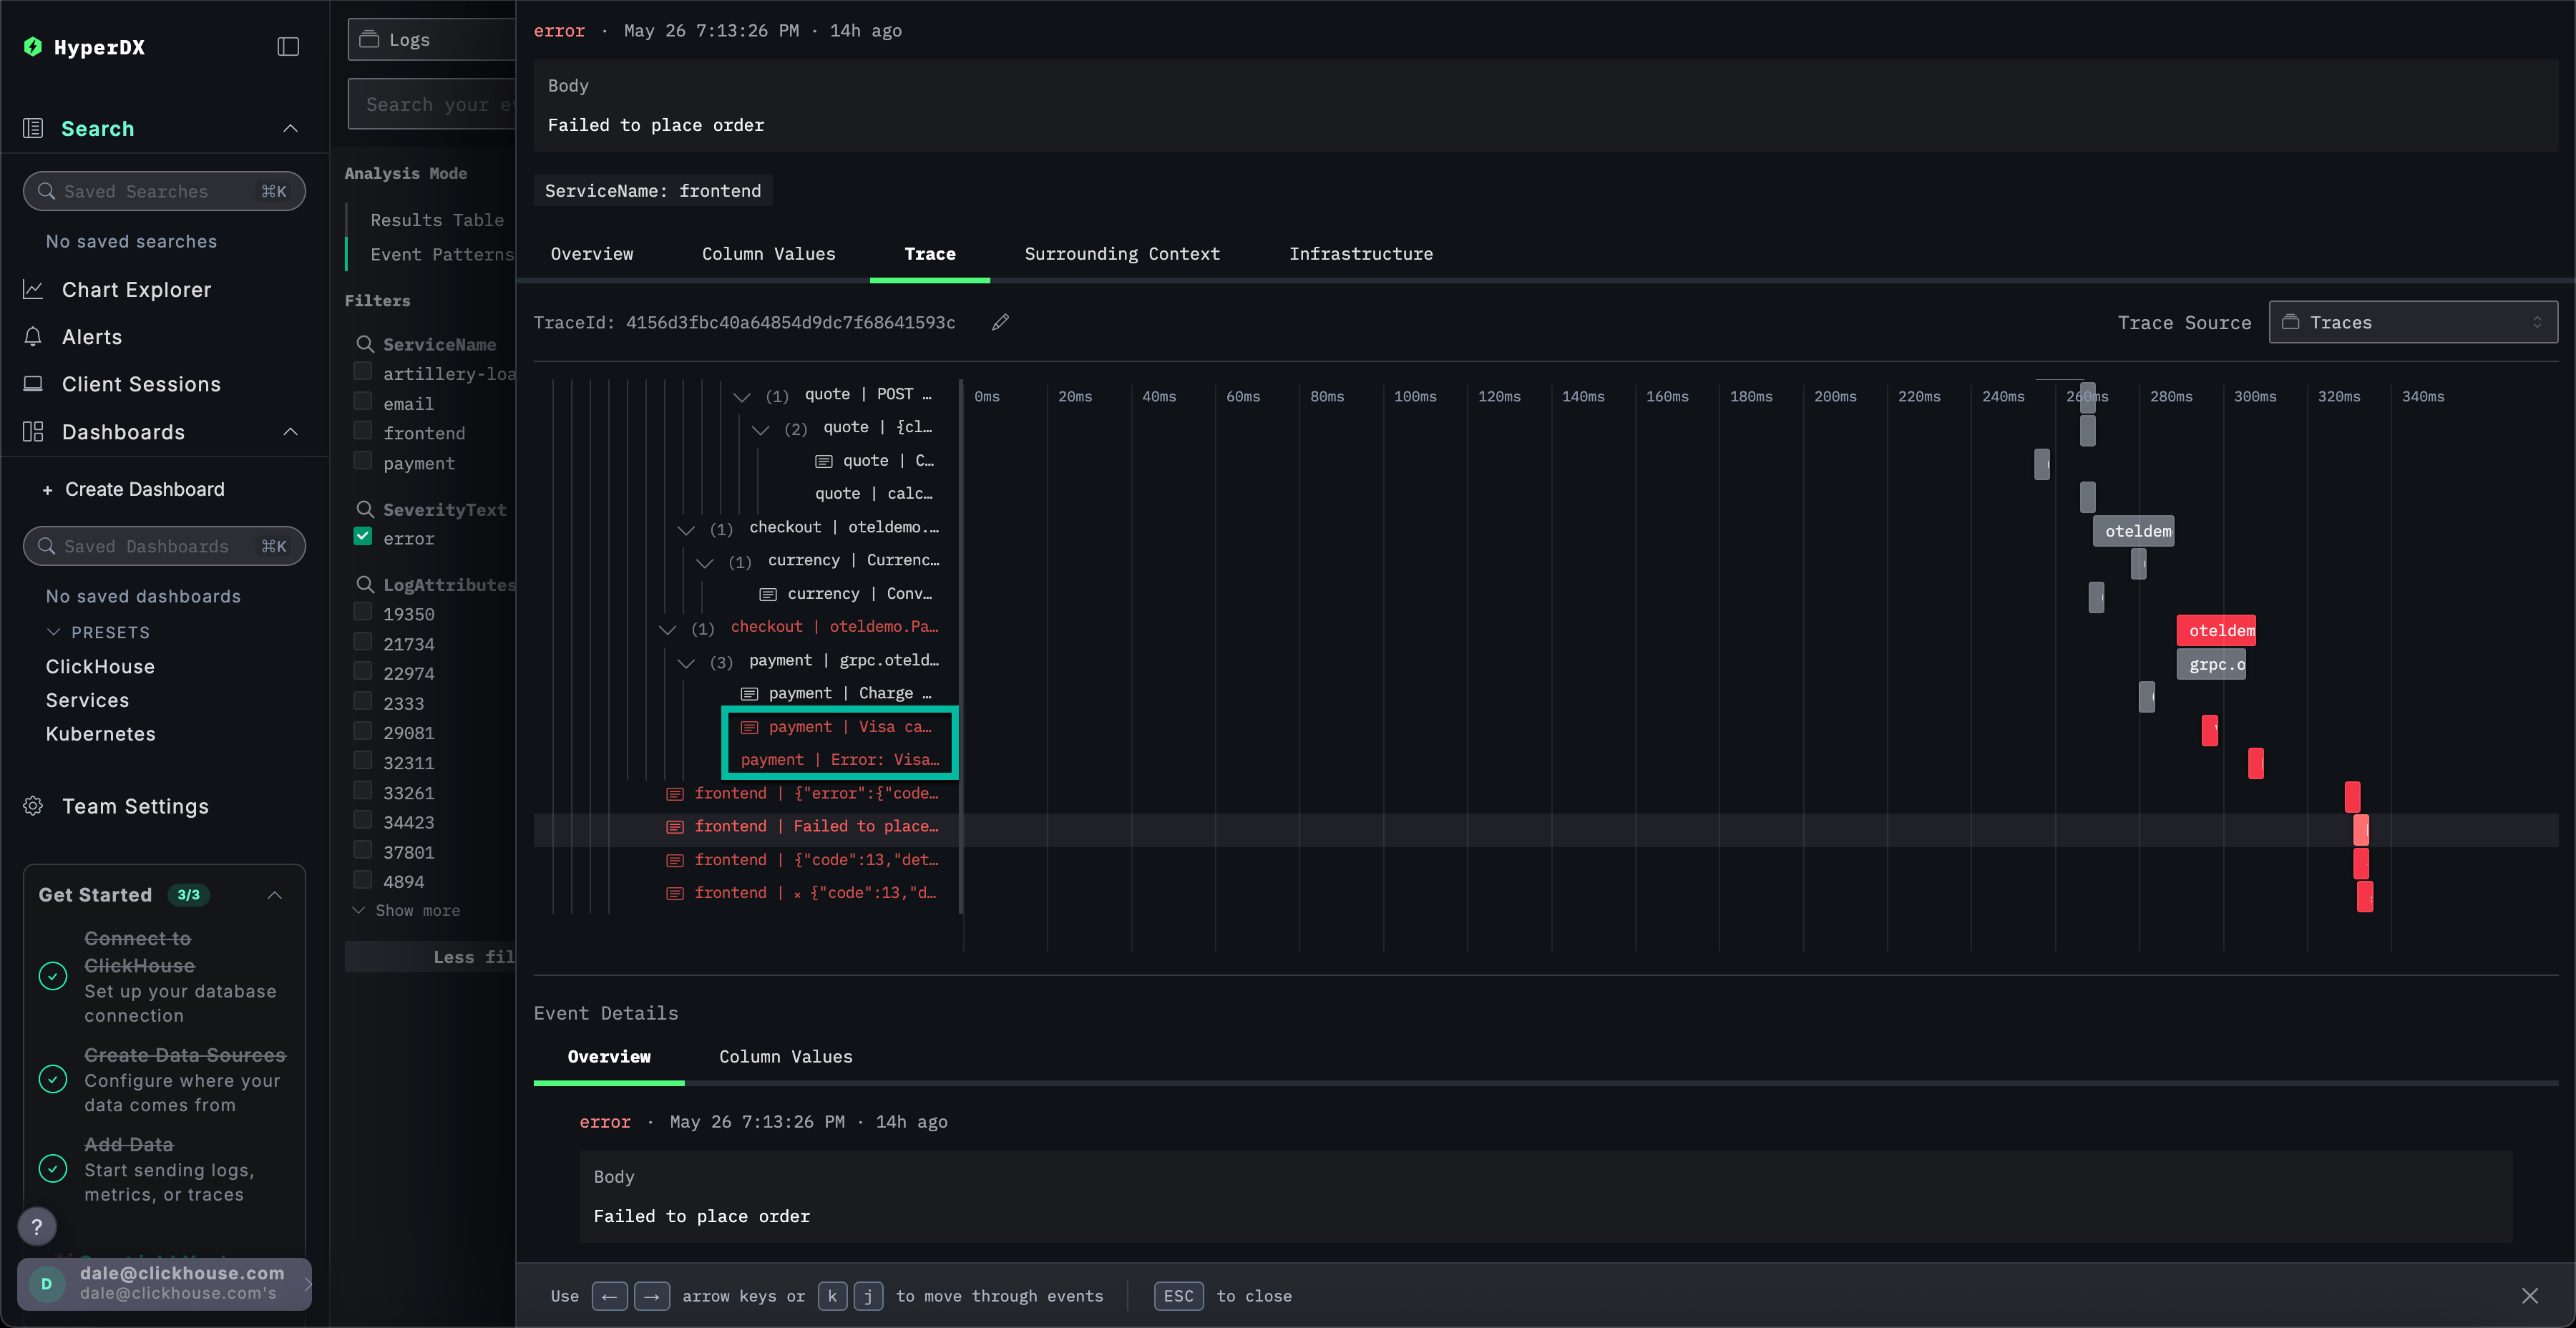 HyperDX
Search
Saved Searches ⌘K
No saved searches
Chart Explorer
Alerts
Client Sessions
Dashboards
+ Create Dashboard
Saved Dashboards ⌘K
No saved dashboards
PRESETS
ClickHouse
Services
Kubernetes
Team Settings
Get Started 3/3
Connect to
ClickHouse
Set up your database
connection
Create Data Sources
Configure where your
data comes from
Add Data
Start sending logs,
metrics, or traces
?
D
dale@clickhouse.com
dale@clickhouse.com's
Logs
Search your e
Analysis Mode
Results Table
Event Patterns
Filters
ServiceName
artillery-loa
email
frontend
payment
SeverityText
error
LogAttributes
19350
21734
22974
2333
29081
32311
33261
34423
37801
4894
Show more
Less fil
error · May 26 7:13:26 PM · 14h ago
Body
Failed to place order
ServiceName: frontend
Overview Column Values Trace Surrounding Context Infrastructure
TraceId: 4156d3fbc40a64854d9dc7f68641593c
Trace Source Traces
0ms 20ms 40ms 60ms 80ms 100ms 120ms 140ms 160ms 180ms 200ms 220ms 240ms 260ms 280ms 300ms 320ms 340ms
(1) quote | POST …
(2) quote | {cl…
quote | C…
quote | calc…
(1) checkout | oteldemo.… oteldem
(1) currency | Currenc…
currency | Conv…
(1) checkout | oteldemo.Pa… oteldem
(3) payment | grpc.oteld… grpc.o
payment | Charge …
payment | Visa ca…
payment | Error: Visa…
frontend | {"error":{"code…
frontend | Failed to place…
frontend | {"code":13,"det…
frontend | × {"code":13,"d…
Event Details
Overview Column Values
error · May 26 7:13:26 PM · 14h ago
Body
Failed to place order
Use ← → arrow keys or k j to move through events ESC to close